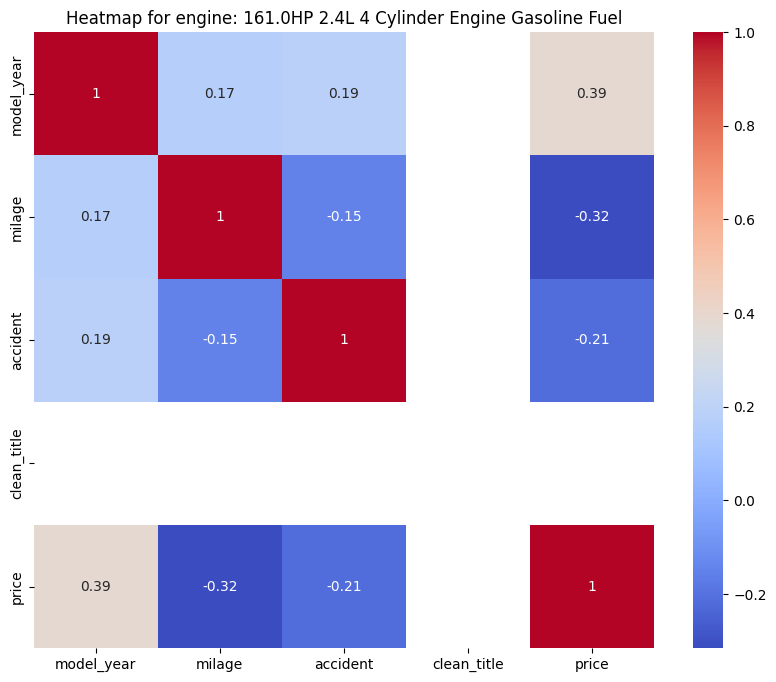 Heatmap for engine: 161.0HP 2.4L 4 Cylinder Engine Gasoline Fuel
model_year
1
0.17
0.19
0.39
milage
0.17
1
-0.15
-0.32
accident
0.19
-0.15
1
-0.21
clean_title
price
0.39
-0.32
-0.21
1
model_year
milage
accident
clean_title
price
1.0
0.8
0.6
0.4
0.2
0.0
−0.2